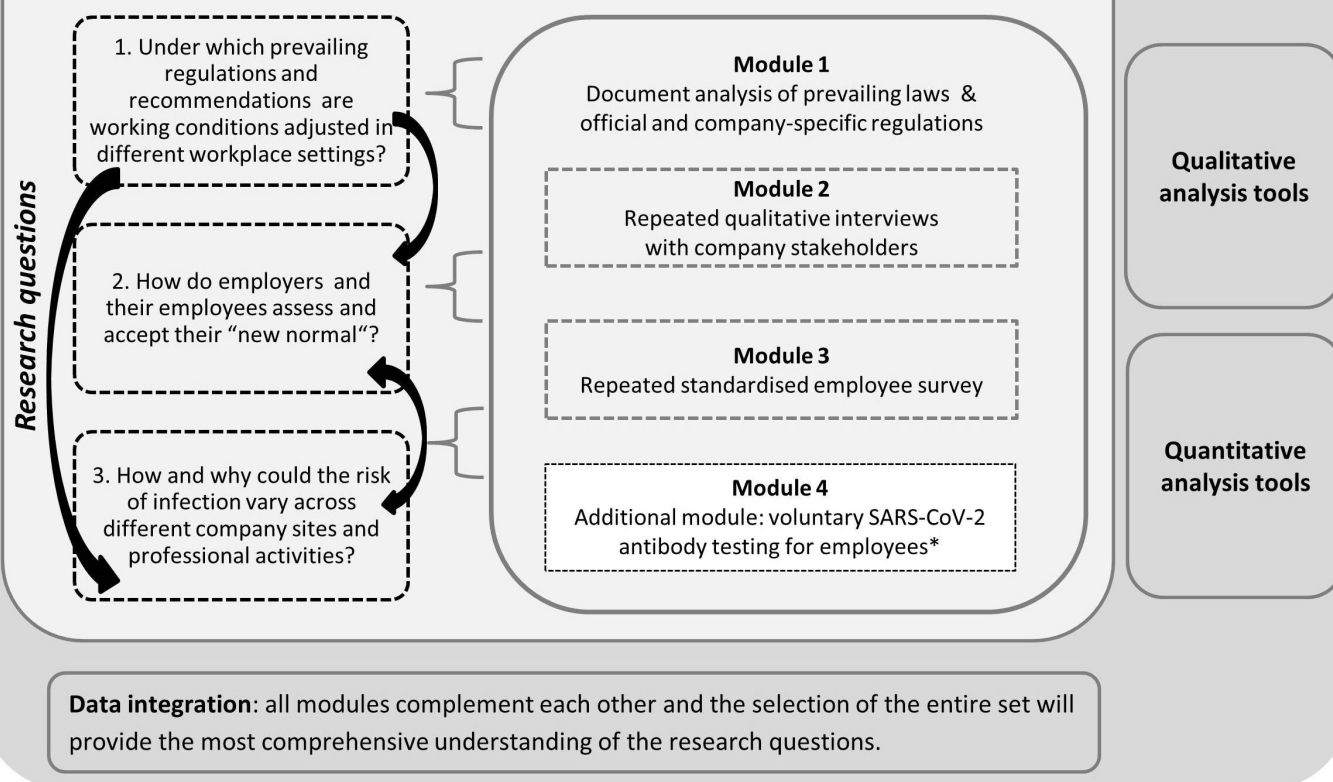 Research questions
1. Under which prevailing
regulations and
recommendations are
working conditions adjusted in
different workplace settings?
2. How do employers and
their employees assess and
accept their “new normal“?
3. How and why could the risk
of infection vary across
different company sites and
professional activities?
Module 1
Document analysis of prevailing laws &
official and company-specific regulations
Module 2
Repeated qualitative interviews
with company stakeholders
Module 3
Repeated standardised employee survey
Module 4
Additional module: voluntary SARS-CoV-2
antibody testing for employees*
Qualitative
analysis tools
Quantitative
analysis tools
Data integration: all modules complement each other and the selection of the entire set will
provide the most comprehensive understanding of the research questions.